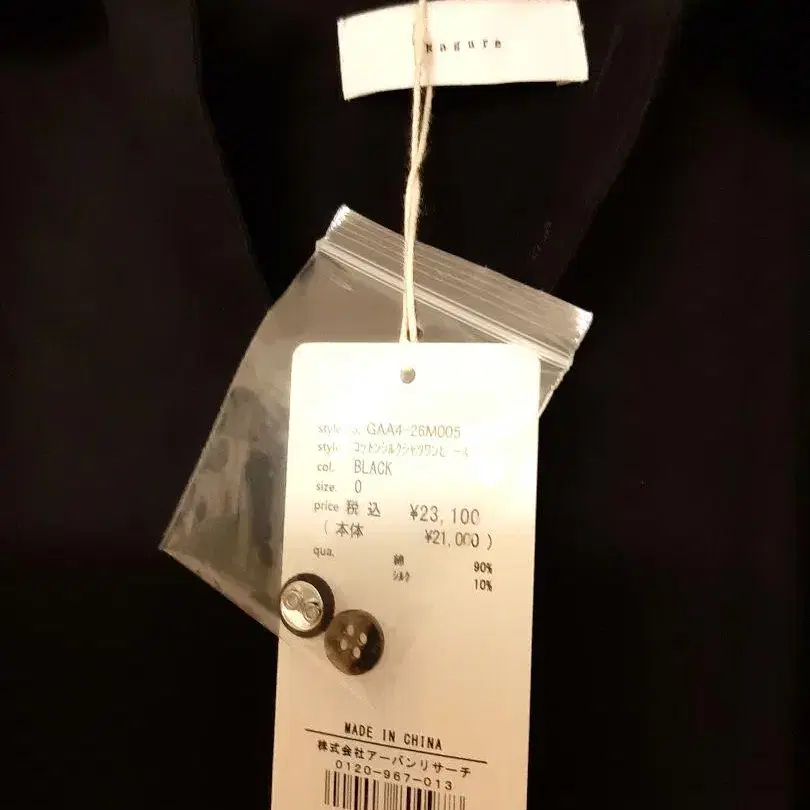 kagure
style o. GAA4-26M005
style コットンシルクシャツワンピース
col. BLACK
size. 0
price 税込 ¥23,100
(本体 ¥21,000)
qua. 綿 90%
シルク 10%
MADE IN CHINA
株式会社アーバンリサーチ
0120-967-013